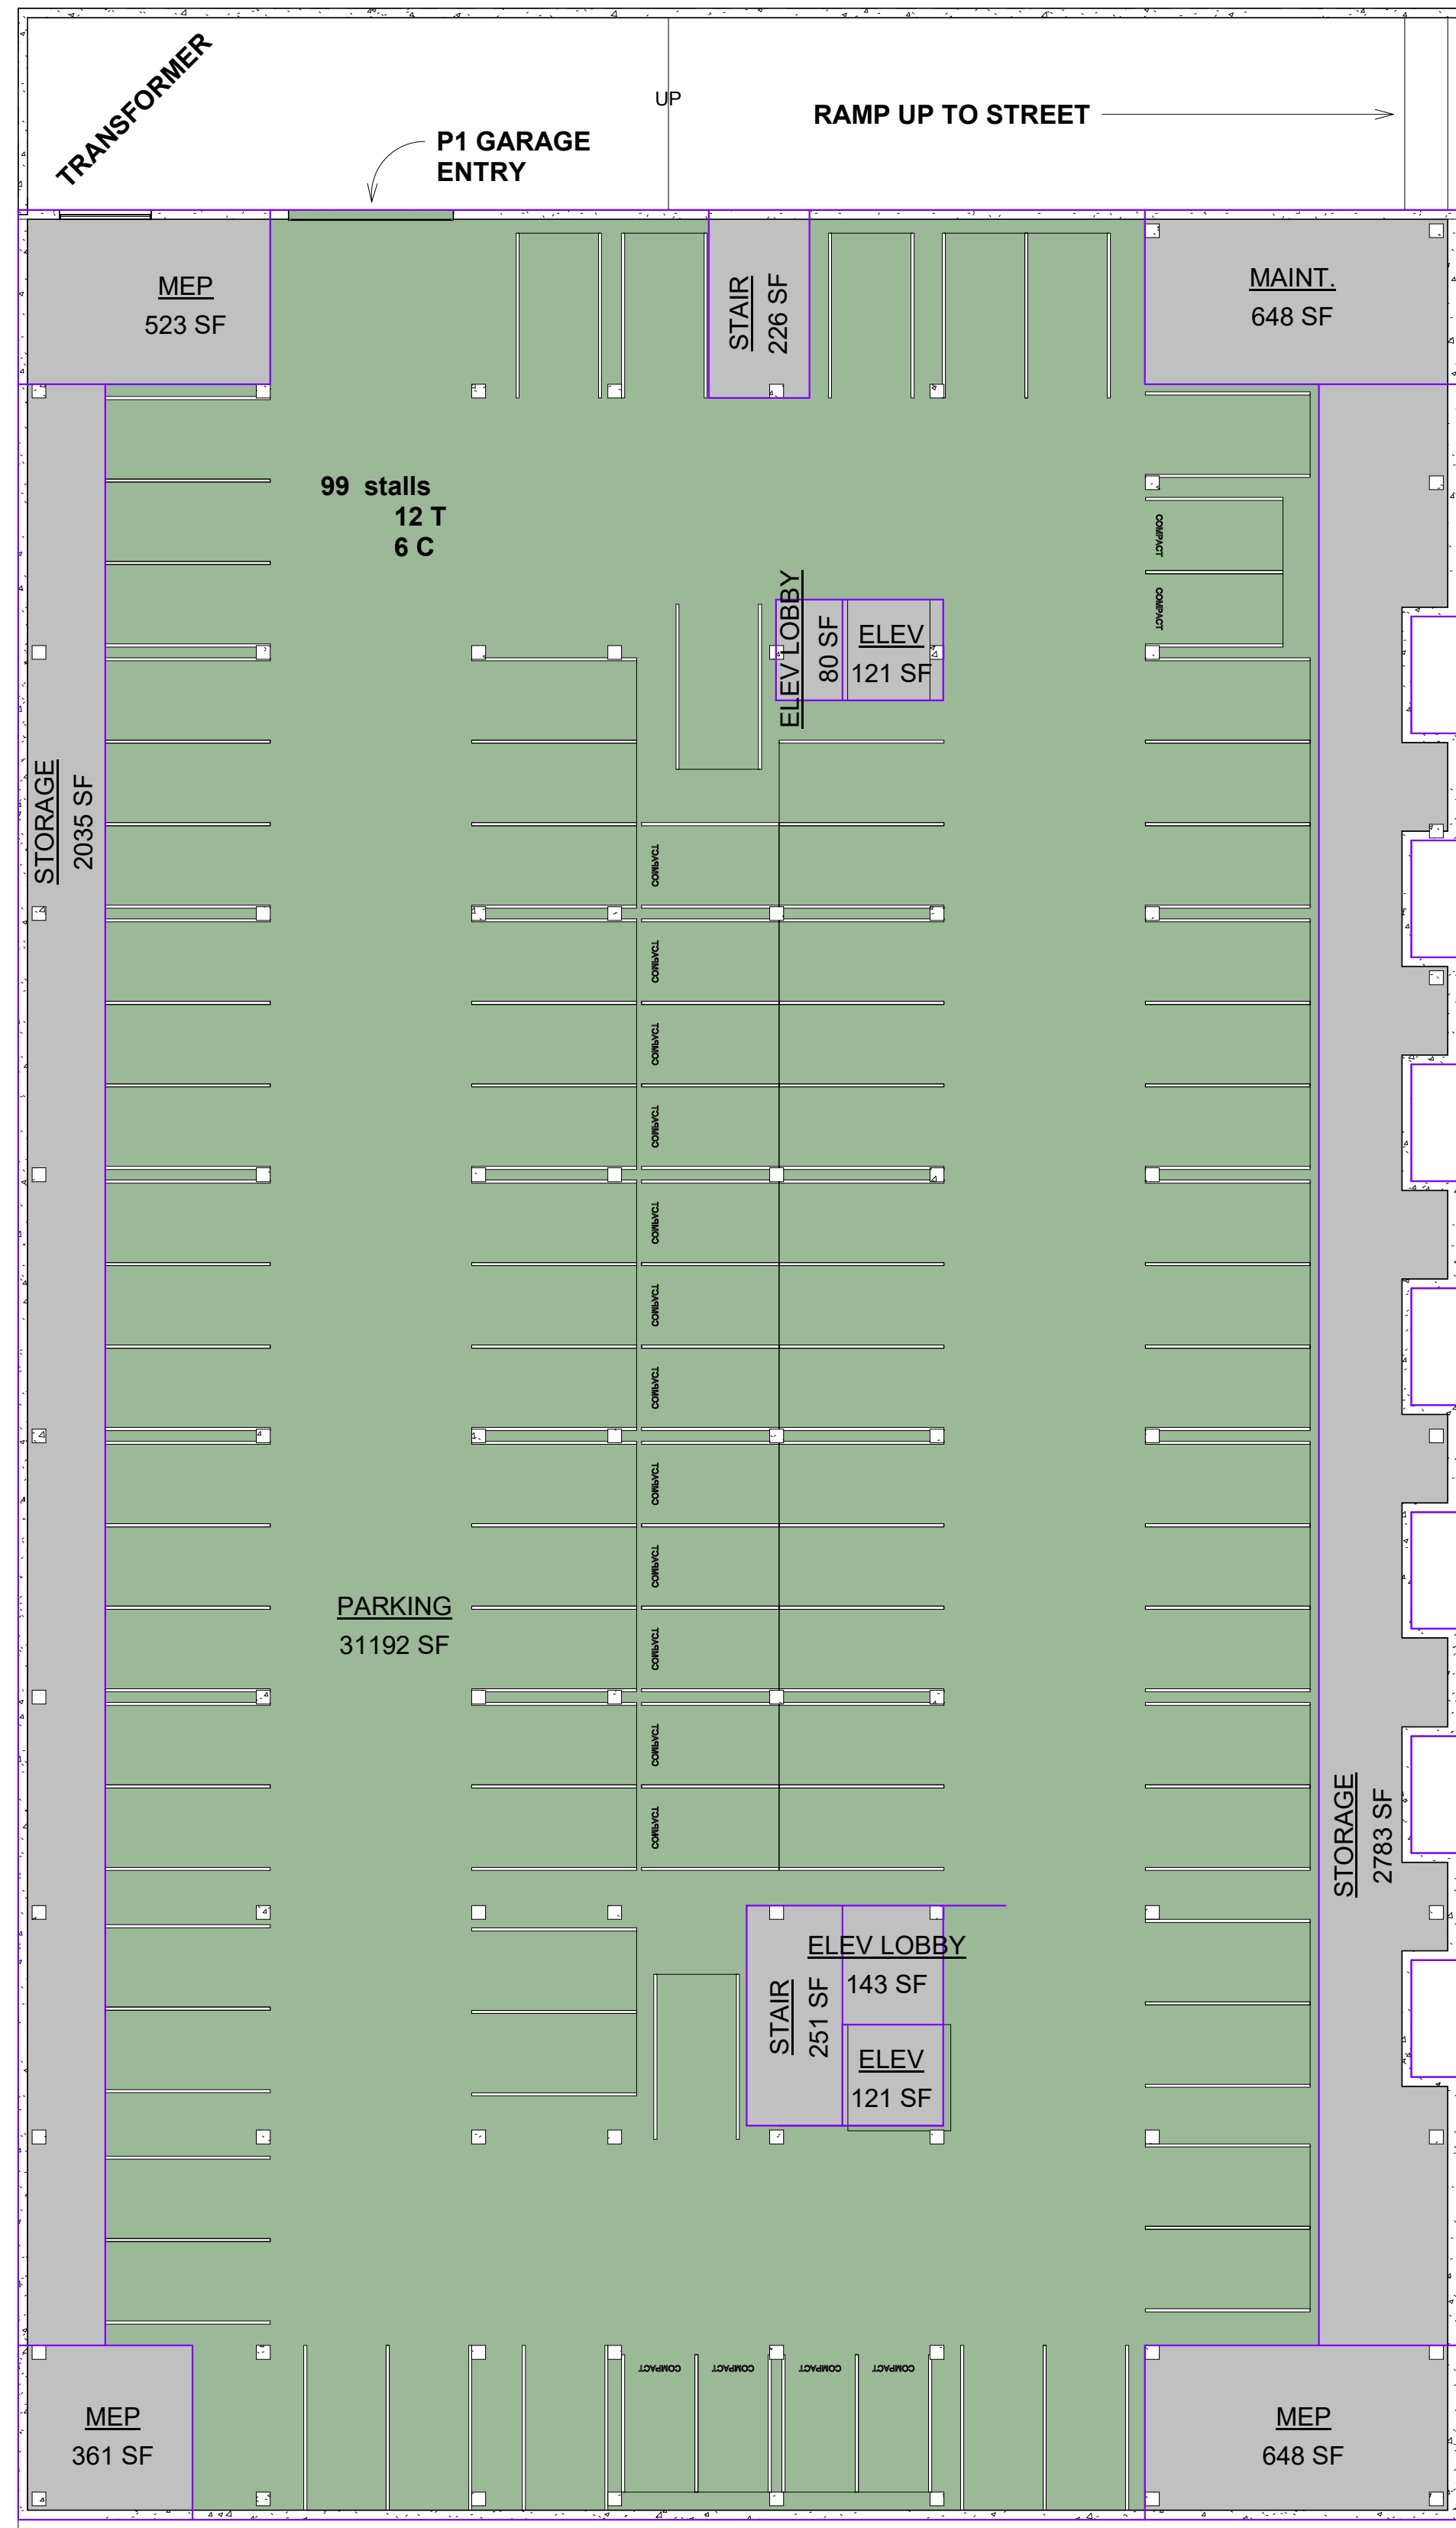 TRANSFORMER
UP
RAMP UP TO STREET
P1 GARAGE
ENTRY
MEP
523 SF
STAIR
226 SF
MAINT.
648 SF
99 stalls
12 T
6 C
COMPACT
COMPACT
ELEV LOBBY
80 SF
ELEV
121 SF
STORAGE
2035 SF
COMPACT
COMPACT
COMPACT
COMPACT
COMPACT
COMPACT
COMPACT
COMPACT
COMPACT
COMPACT
COMPACT
COMPACT
PARKING
31192 SF
STORAGE
2783 SF
ELEV LOBBY
143 SF
STAIR
251 SF
ELEV
121 SF
COMPACT
COMPACT
COMPACT
COMPACT
MEP
361 SF
MEP
648 SF